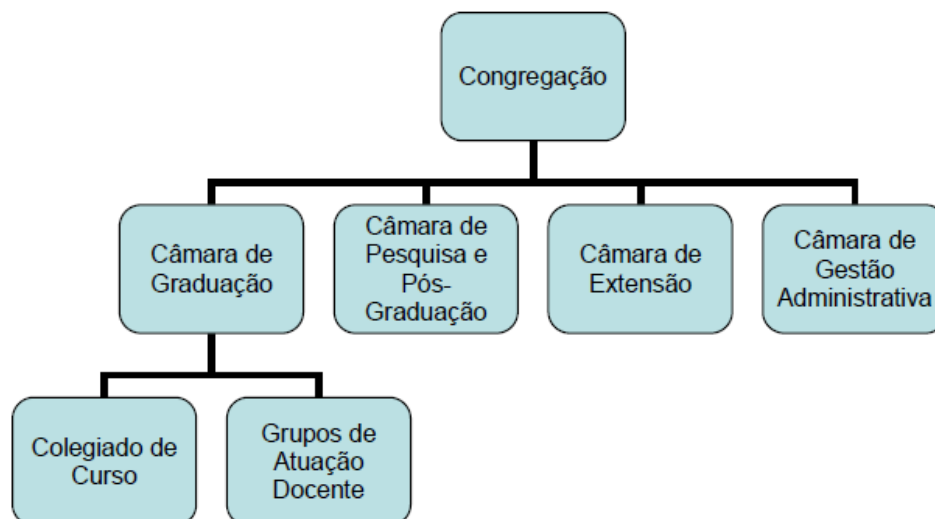 Congregação
Câmara de
Graduação
Câmara de
Pesquisa e
Pós-
Graduação
Câmara de
Extensão
Câmara de
Gestão
Administrativa
Colegiado de
Curso
Grupos de
Atuação
Docente